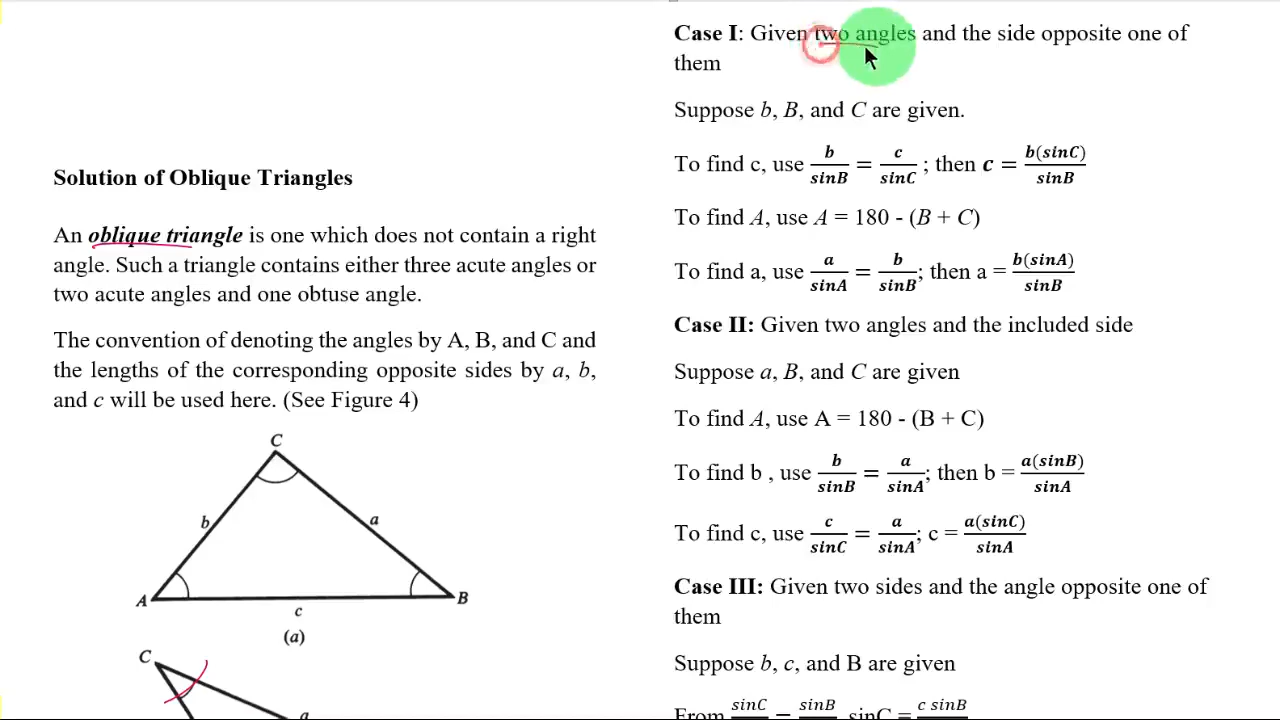 Solution of Oblique Triangles
An oblique triangle is one which does not contain a right
angle. Such a triangle contains either three acute angles or
two acute angles and one obtuse angle.
The convention of denoting the angles by A, B, and C and
the lengths of the corresponding opposite sides by a, b,
and c will be used here. (See Figure 4)
C
b
a
A
B
c
(a)
C
a
Case I: Given two angles and the side opposite one of
them
Suppose b, B, and C are given.
To find c, use b/sinB = c/sinC ; then c = b(sinC)/sinB
To find A, use A = 180 - (B + C)
To find a, use a/sinA = b/sinB; then a = b(sinA)/sinB
Case II: Given two angles and the included side
Suppose a, B, and C are given
To find A, use A = 180 - (B + C)
To find b , use b/sinB = a/sinA; then b = a(sinB)/sinA
To find c, use c/sinC = a/sinA; c = a(sinC)/sinA
Case III: Given two sides and the angle opposite one of
them
Suppose b, c, and B are given
From sinC = sinB sinC = c sinB